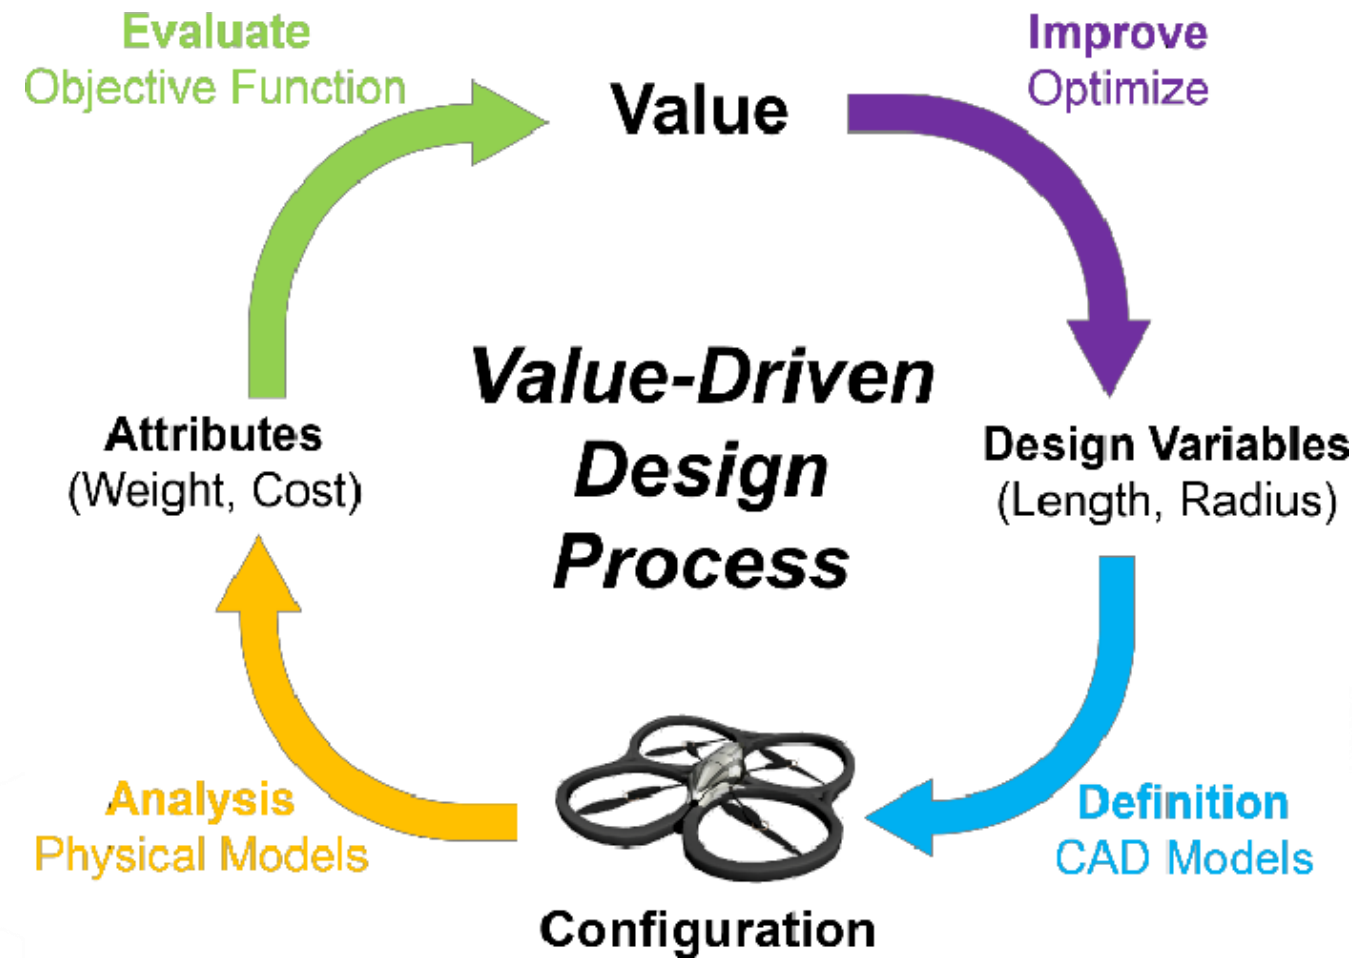 Evaluate
Objective Function
Value
Improve
Optimize
Value-Driven
Design
Process
Attributes
(Weight, Cost)
Design Variables
(Length, Radius)
Analysis
Physical Models
Definition
CAD Models
Configuration